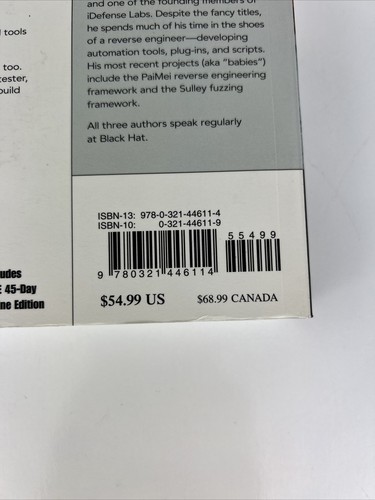 and one of the founding members of
iDefense Labs. Despite the fancy titles,
he spends much of his time in the shoes
of a reverse engineer—developing
automation tools, plug-ins, and scripts.
His most recent projects (aka "babies")
include the PaiMei reverse engineering
framework and the Sulley fuzzing
framework.
All three authors speak regularly
at Black Hat.
tools
too.
ester,
uild
udes
E 45-Day
ne Edition
ISBN-13: 978-0-321-44611-4
ISBN-10: 0-321-44611-9
5 5 4 9 9
9 780321 446114
$54.99 US
$68.99 CANADA